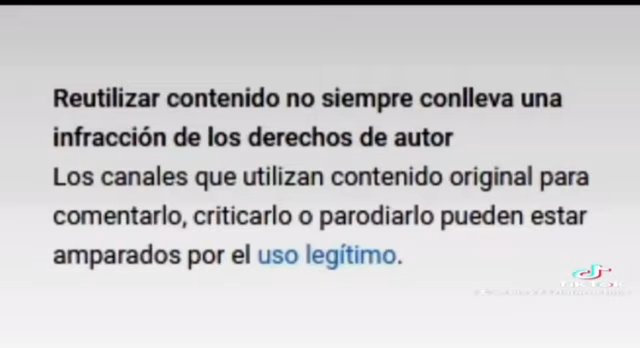 Reutilizar contenido no siempre conlleva una
infracción de los derechos de autor
Los canales que utilizan contenido original para
comentarlo, criticarlo o parodiarlo pueden estar
amparados por el uso legítimo.
TIKTOK